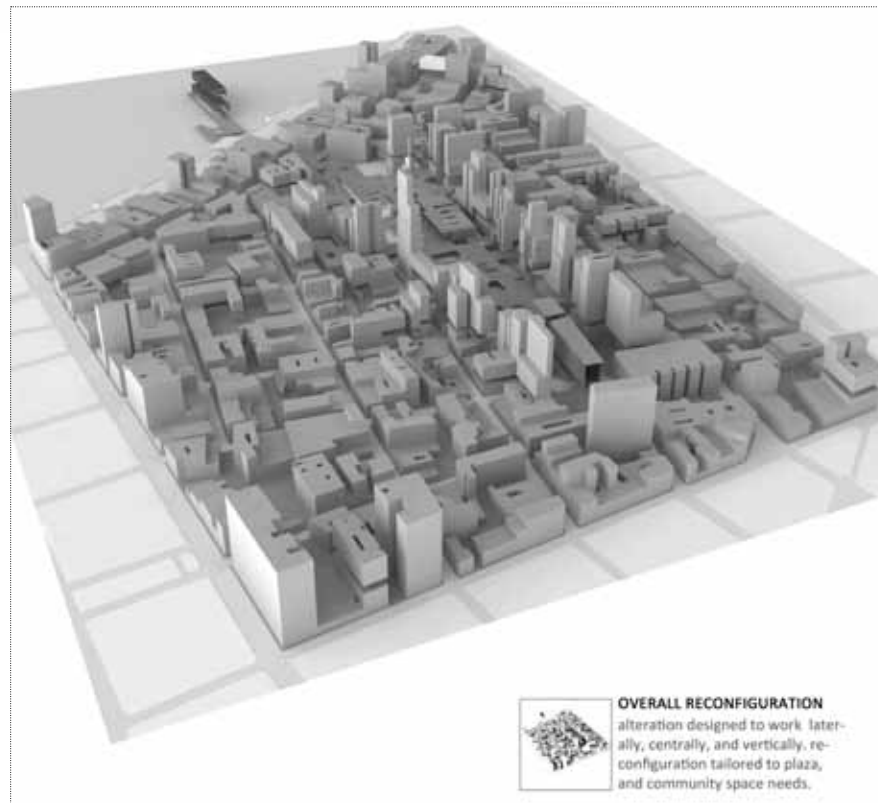 OVERALL RECONFIGURATION
alteration designed to work later-
ally, centrally, and vertically. re-
configuration tailored to plaza,
and community space needs.